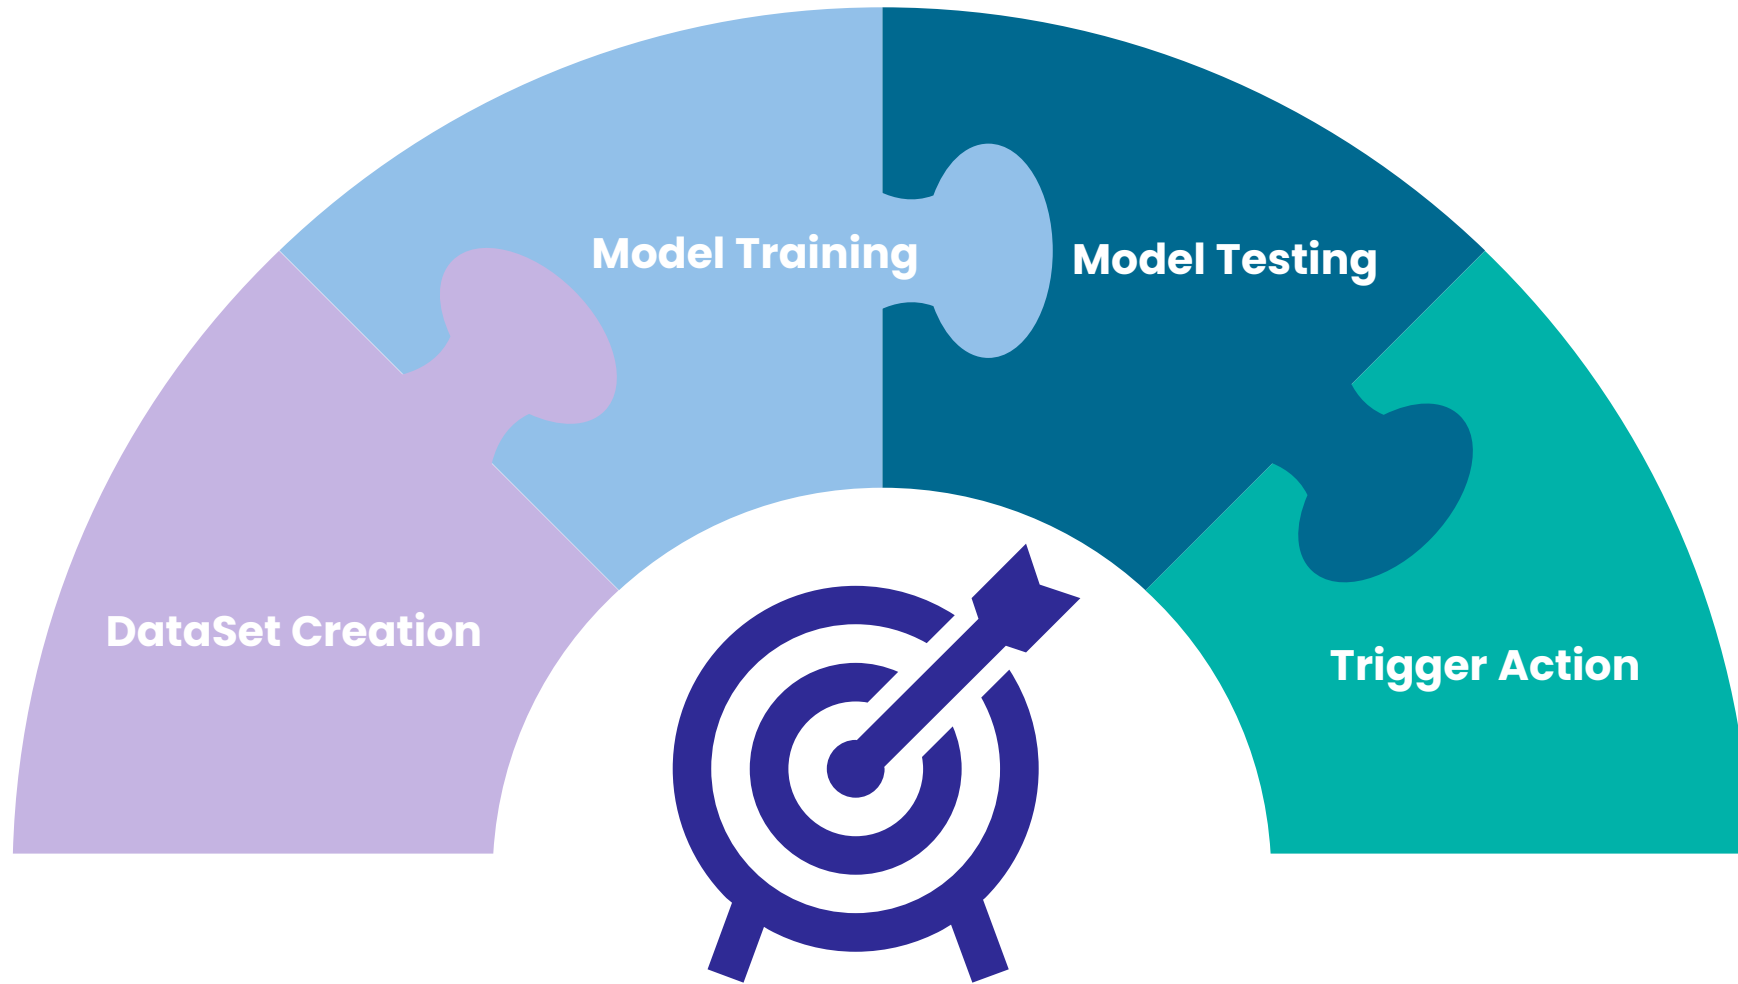 Model Training
Model Testing
DataSet Creation
Trigger Action